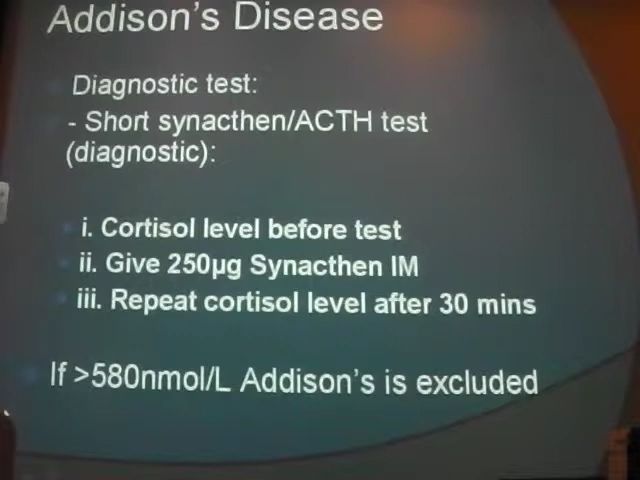 Addison's Disease
Diagnostic test:
- Short synacthen/ACTH test
(diagnostic):
i. Cortisol level before test
ii. Give 250µg Synacthen IM
iii. Repeat cortisol level after 30 mins
If >580nmol/L Addison's is excluded